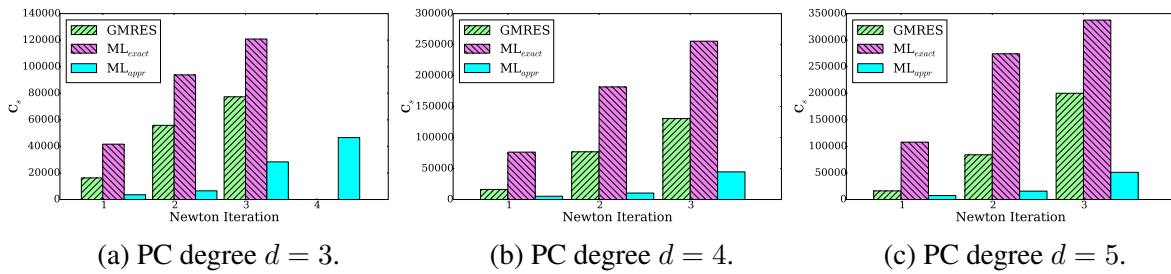 140000
120000
100000
80000
60000
40000
20000
0
C_s
GMRES
ML_exact
ML_appr
1
2
3
4
Newton Iteration
(a) PC degree d = 3.
300000
250000
200000
150000
100000
50000
0
C_s
GMRES
ML_exact
ML_appr
1
2
3
Newton Iteration
(b) PC degree d = 4.
350000
300000
250000
200000
150000
100000
50000
0
C_s
GMRES
ML_exact
ML_appr
1
2
3
Newton Iteration
(c) PC degree d = 5.